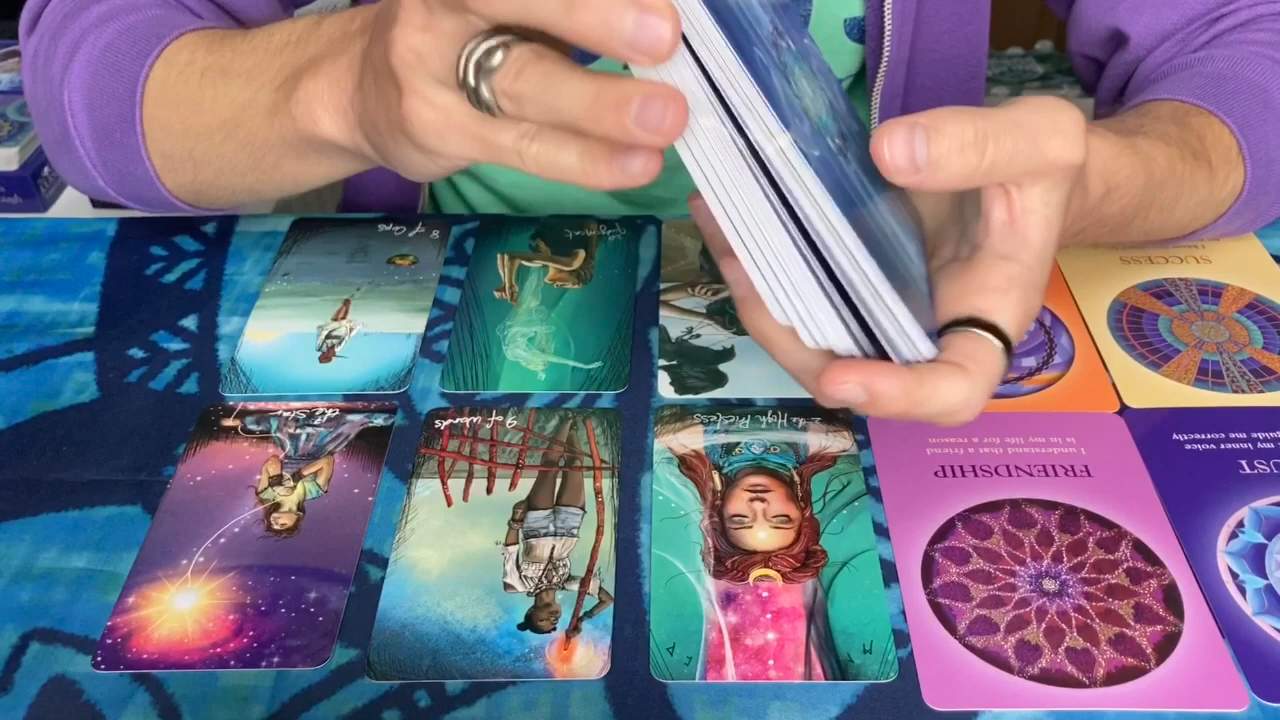 8 of Cups
SUCCESS
the Star
9 of Wands
2-the High Priestess
FRIENDSHIP
I understand that a friend
is in my life for a reason
UST
my inner voice
guide me correctly